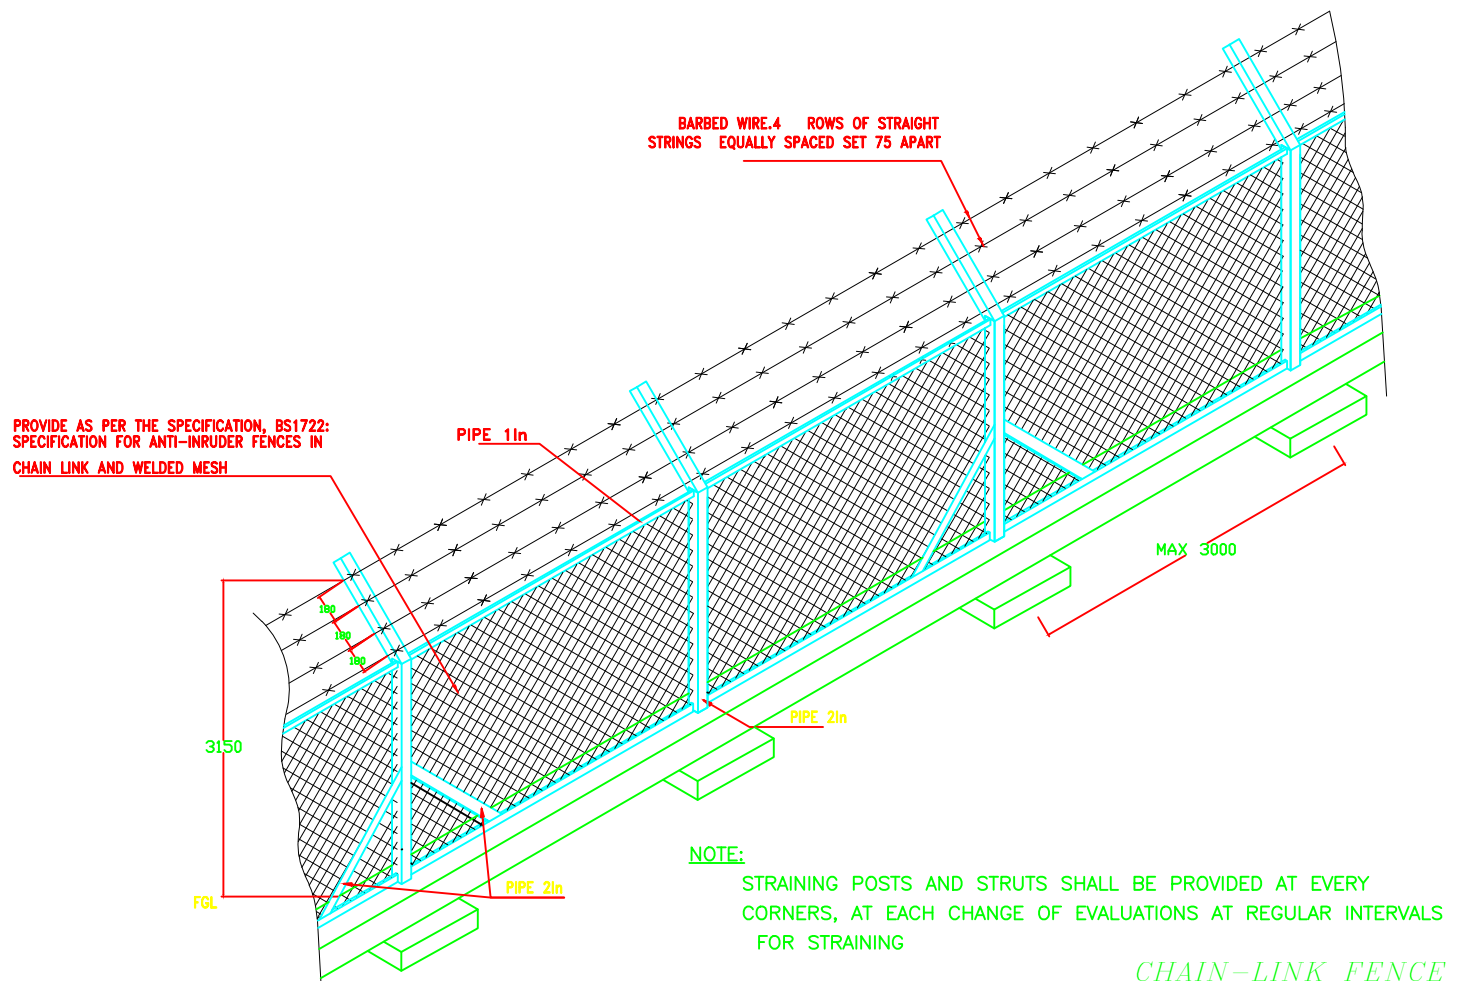 BARBED WIRE.4 ROWS OF STRAIGHT
STRINGS EQUALLY SPACED SET 75 APART
PROVIDE AS PER THE SPECIFICATION, BS1722:
SPECIFICATION FOR ANTI-INRUDER FENCES IN
CHAIN LINK AND WELDED MESH
PIPE 1In
MAX 3000
100
100
100
3150
PIPE 2In
FGL
PIPE 2In
NOTE:
STRAINING POSTS AND STRUTS SHALL BE PROVIDED AT EVERY
CORNERS, AT EACH CHANGE OF EVALUATIONS AT REGULAR INTERVALS
FOR STRAINING
CHAIN-LINK FENCE